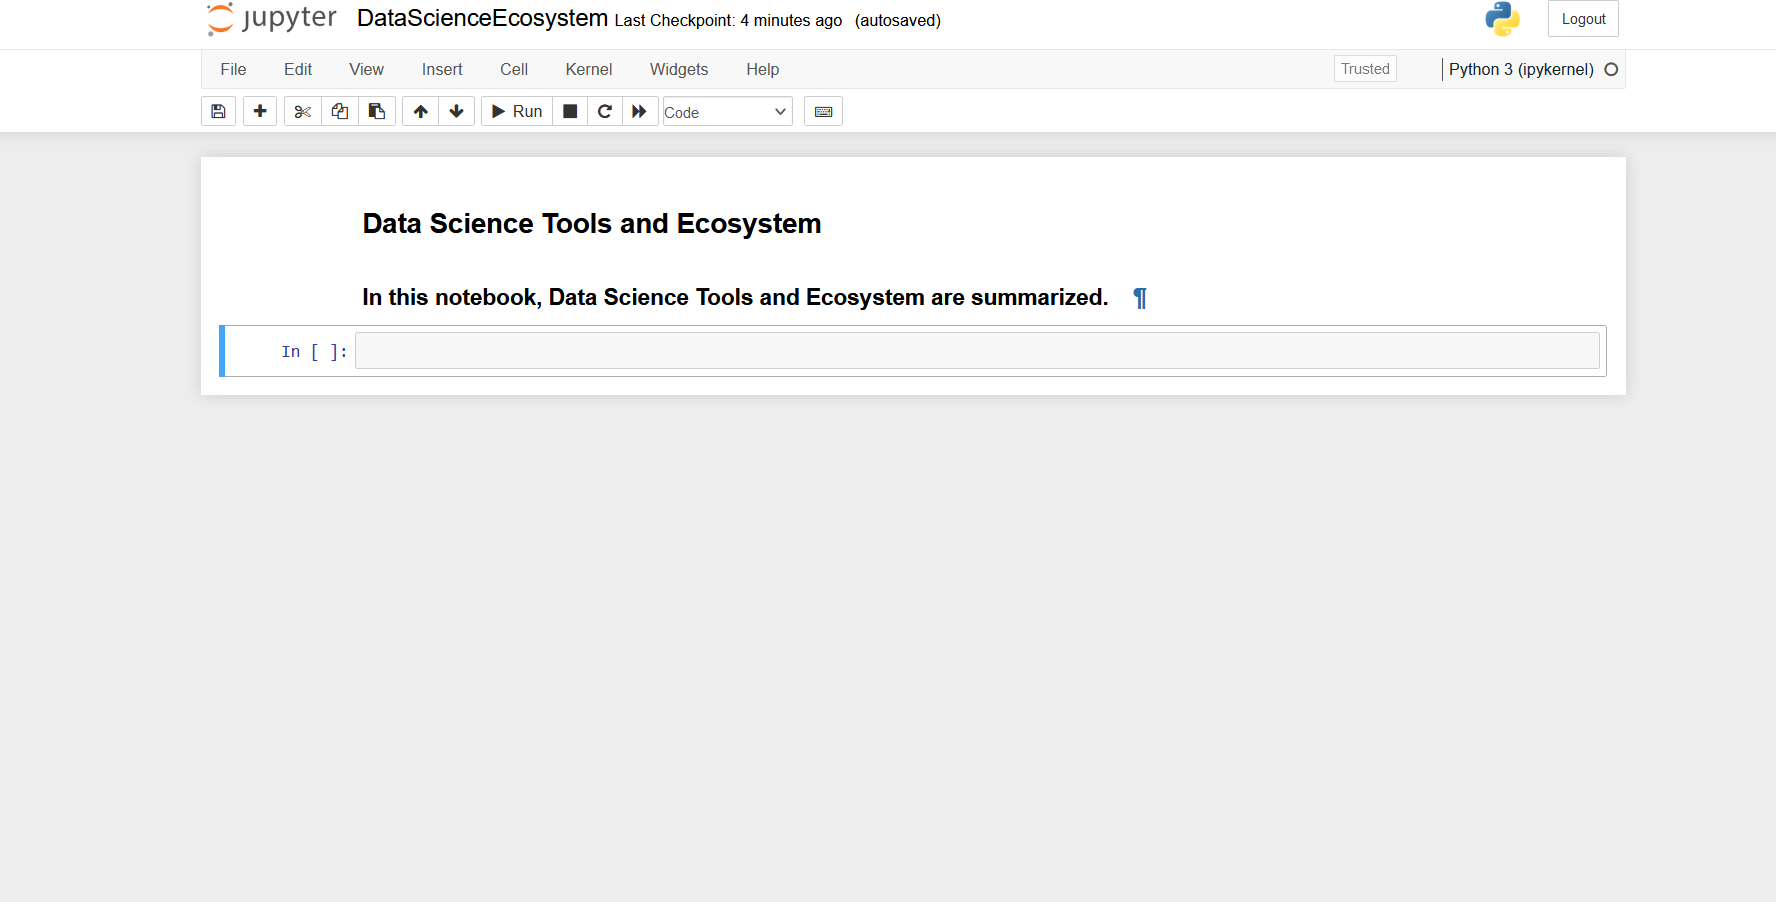 jupyter DataScienceEcosystem Last Checkpoint: 4 minutes ago (autosaved) Logout
File Edit View Insert Cell Kernel Widgets Help Trusted Python 3 (ipykernel)
Run Code
Data Science Tools and Ecosystem
In this notebook, Data Science Tools and Ecosystem are summarized. ¶
In [ ]: